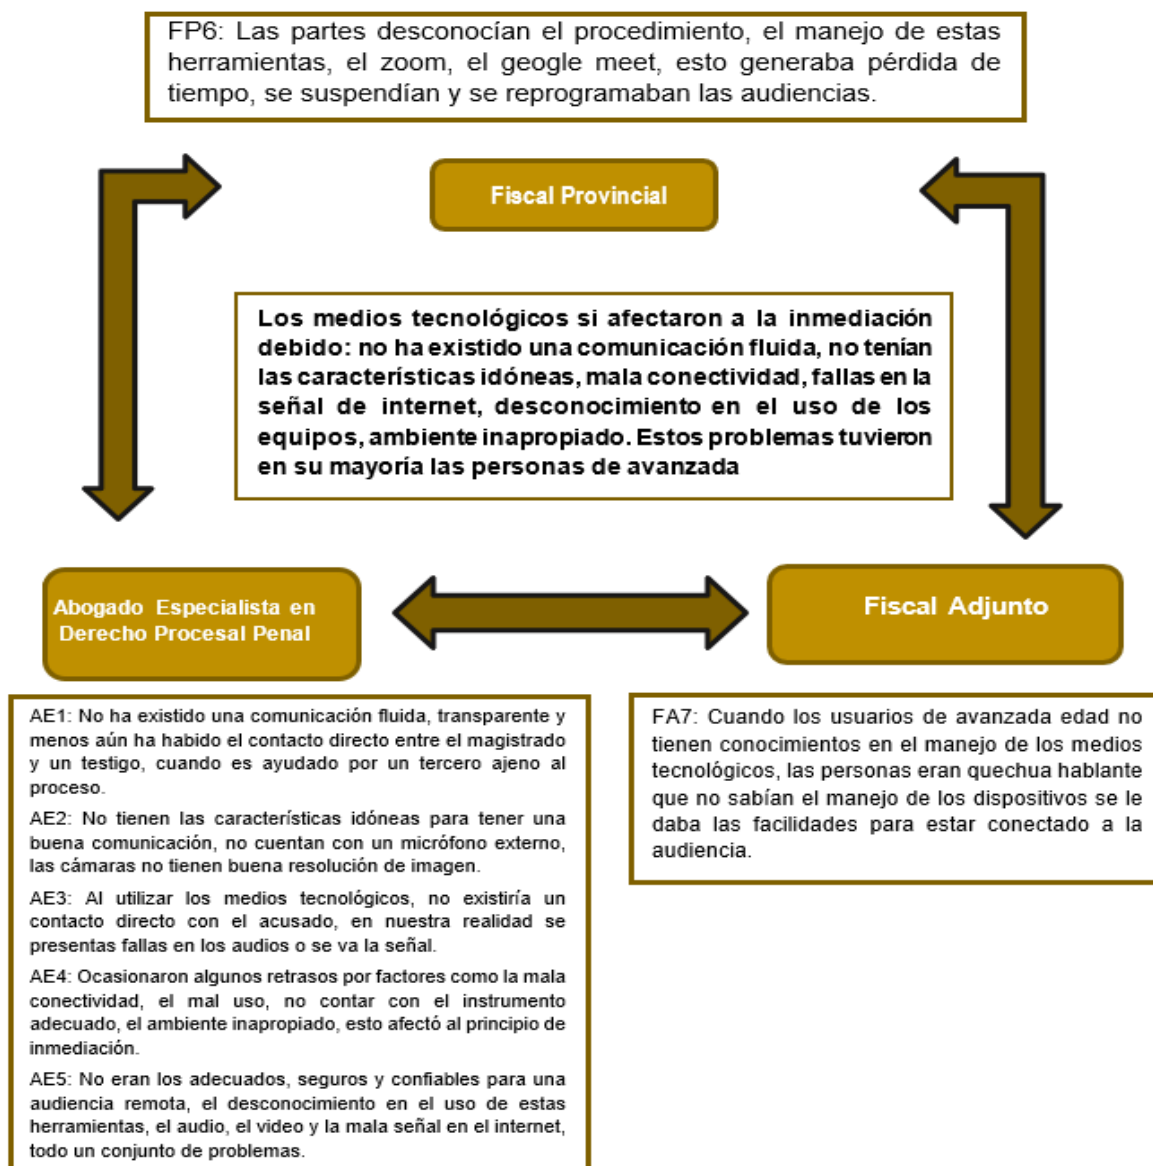 FP6: Las partes desconocían el procedimiento, el manejo de estas
herramientas, el zoom, el geogle meet, esto generaba pérdida de
tiempo, se suspendían y se reprogramaban las audiencias.
Fiscal Provincial
Los medios tecnológicos si afectaron a la inmediación
debido: no ha existido una comunicación fluida, no tenían
las características idóneas, mala conectividad, fallas en la
señal de internet, desconocimiento en el uso de los
equipos, ambiente inapropiado. Estos problemas tuvieron
en su mayoría las personas de avanzada
Abogado Especialista en
Derecho Procesal Penal
Fiscal Adjunto
AE1: No ha existido una comunicación fluida, transparente y
menos aún ha habido el contacto directo entre el magistrado
y un testigo, cuando es ayudado por un tercero ajeno al
proceso.
AE2: No tienen las características idóneas para tener una
buena comunicación, no cuentan con un micrófono externo,
las cámaras no tienen buena resolución de imagen.
AE3: Al utilizar los medios tecnológicos, no existiría un
contacto directo con el acusado, en nuestra realidad se
presentas fallas en los audios o se va la señal.
AE4: Ocasionaron algunos retrasos por factores como la mala
conectividad, el mal uso, no contar con el instrumento
adecuado, el ambiente inapropiado, esto afectó al principio de
inmediación.
AE5: No eran los adecuados, seguros y confiables para una
audiencia remota, el desconocimiento en el uso de estas
herramientas, el audio, el video y la mala señal en el internet,
todo un conjunto de problemas.
FA7: Cuando los usuarios de avanzada edad no
tienen conocimientos en el manejo de los medios
tecnológicos, las personas eran quechua hablante
que no sabían el manejo de los dispositivos se le
daba las facilidades para estar conectado a la
audiencia.